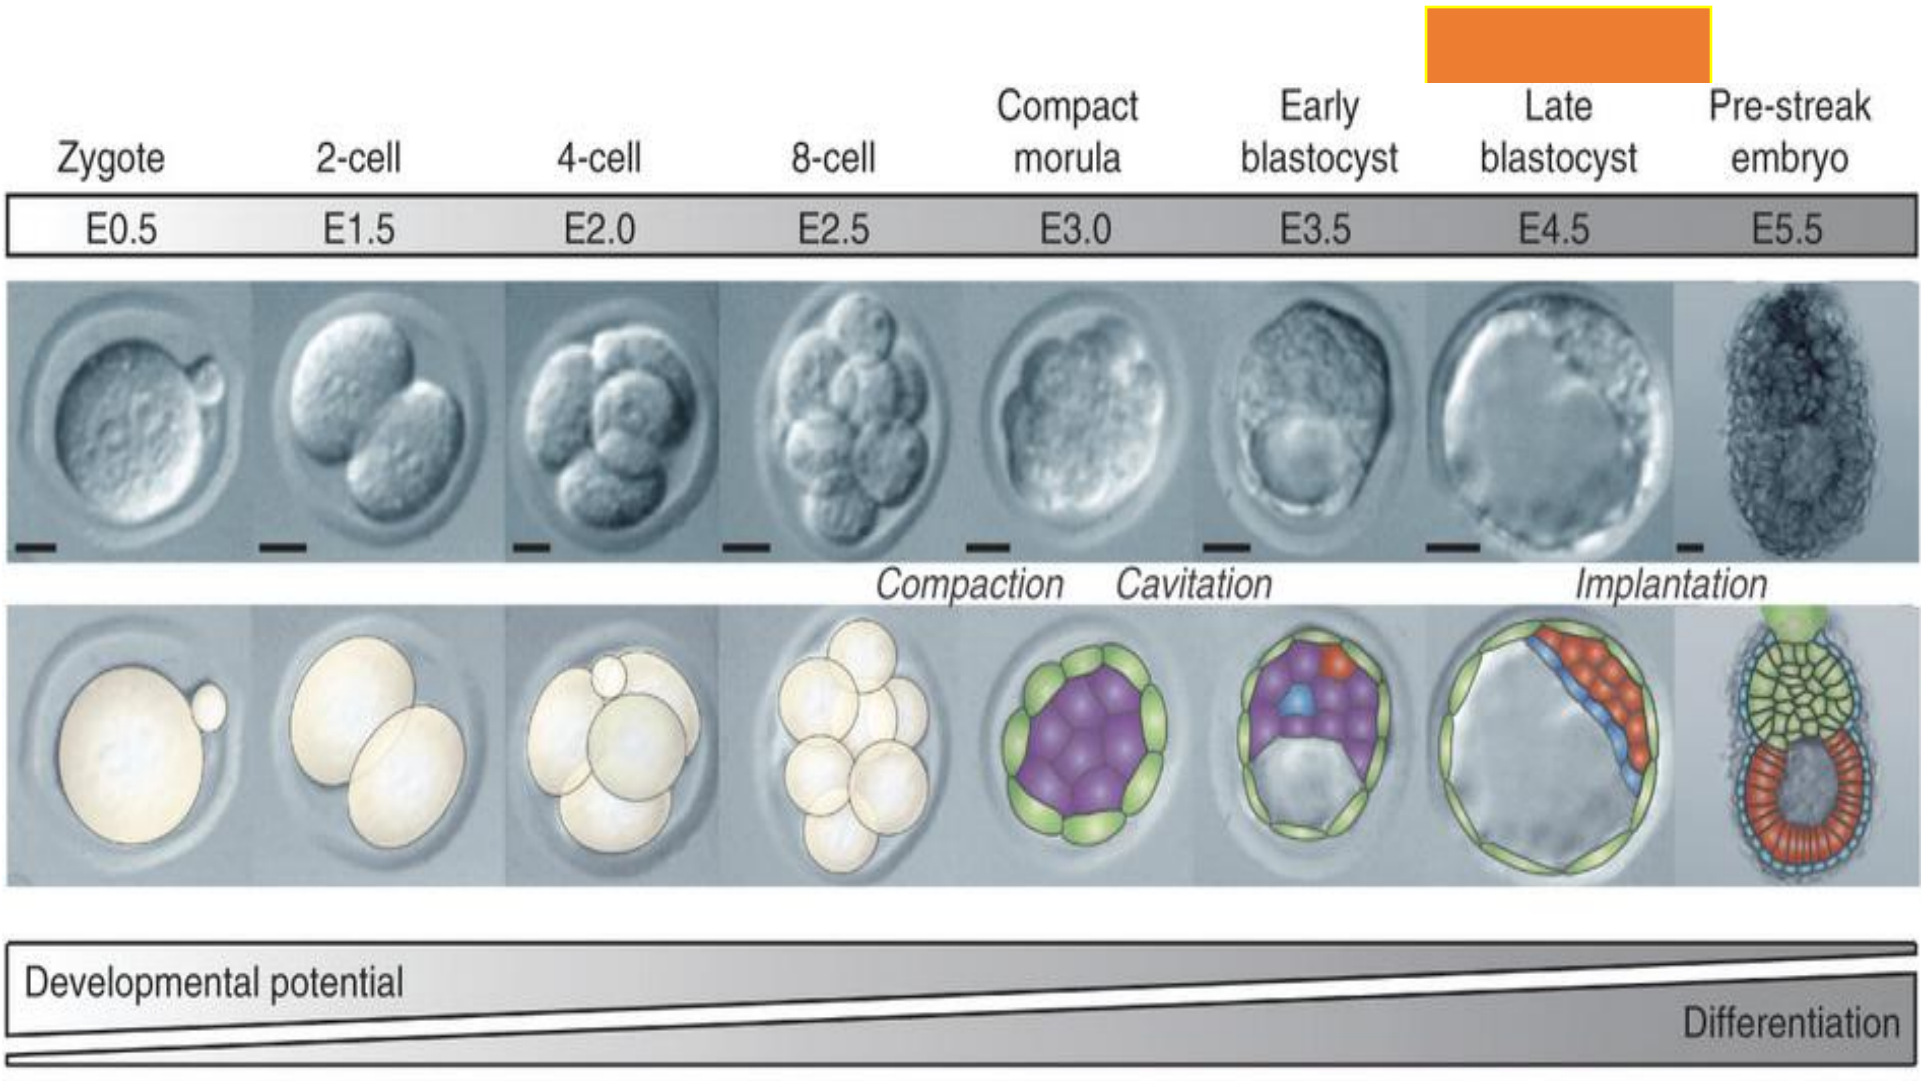 Compact Early Late Pre-streak
Zygote 2-cell 4-cell 8-cell morula blastocyst blastocyst embryo
E0.5 E1.5 E2.0 E2.5 E3.0 E3.5 E4.5 E5.5
Compaction Cavitation Implantation
Developmental potential
Differentiation